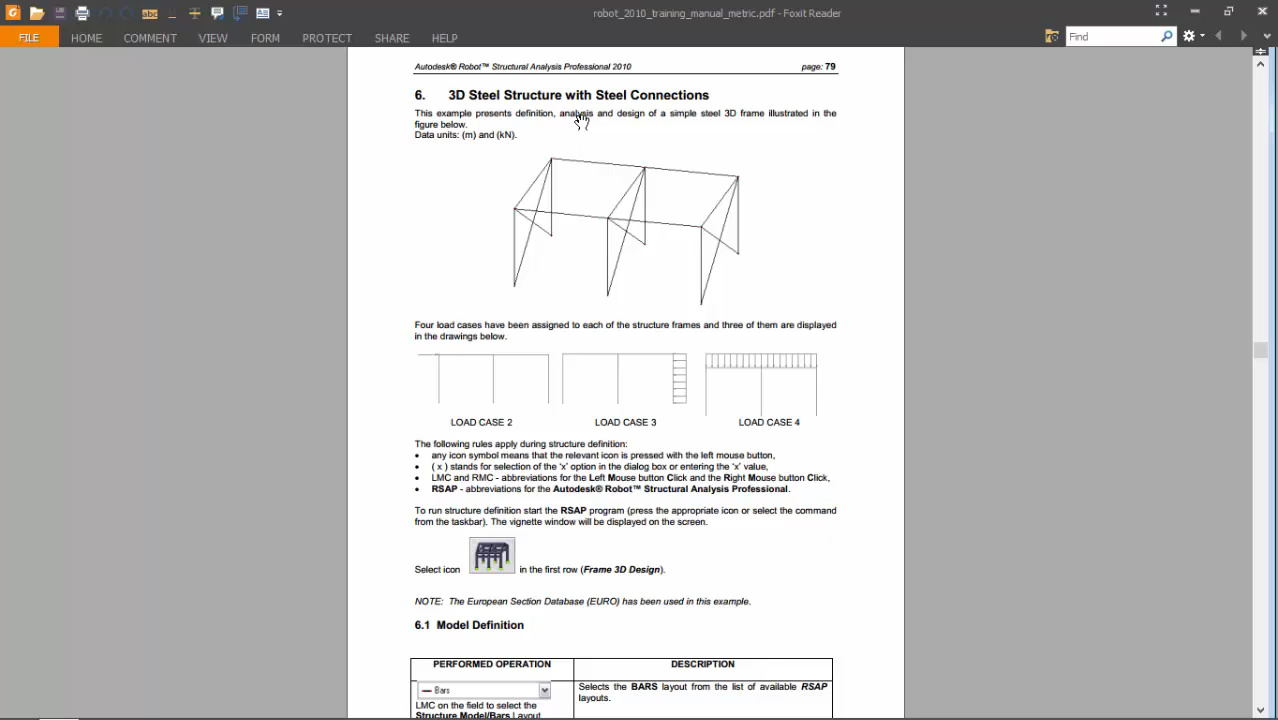 robot_2010_training_manual_metric.pdf - Foxit Reader
FILE HOME COMMENT VIEW FORM PROTECT SHARE HELP
Find
Autodesk® Robot™ Structural Analysis Professional 2010 page: 79
6. 3D Steel Structure with Steel Connections
This example presents definition, analysis and design of a simple steel 3D frame illustrated in the
figure below.
Data units: (m) and (kN).
Four load cases have been assigned to each of the structure frames and three of them are displayed
in the drawings below.
LOAD CASE 2 LOAD CASE 3 LOAD CASE 4
The following rules apply during structure definition:
• any icon symbol means that the relevant icon is pressed with the left mouse button,
• ( x ) stands for selection of the 'x' option in the dialog box or entering the 'x' value,
• LMC and RMC - abbreviations for the Left Mouse button Click and the Right Mouse button Click,
• RSAP - abbreviations for the Autodesk® Robot™ Structural Analysis Professional.
To run structure definition start the RSAP program (press the appropriate icon or select the command
from the taskbar). The vignette window will be displayed on the screen.
Select icon in the first row (Frame 3D Design).
NOTE: The European Section Database (EURO) has been used in this example.
6.1 Model Definition
PERFORMED OPERATION DESCRIPTION
Bars
LMC on the field to select the
Structure Model/Bars Layout
Selects the BARS layout from the list of available RSAP
layouts.